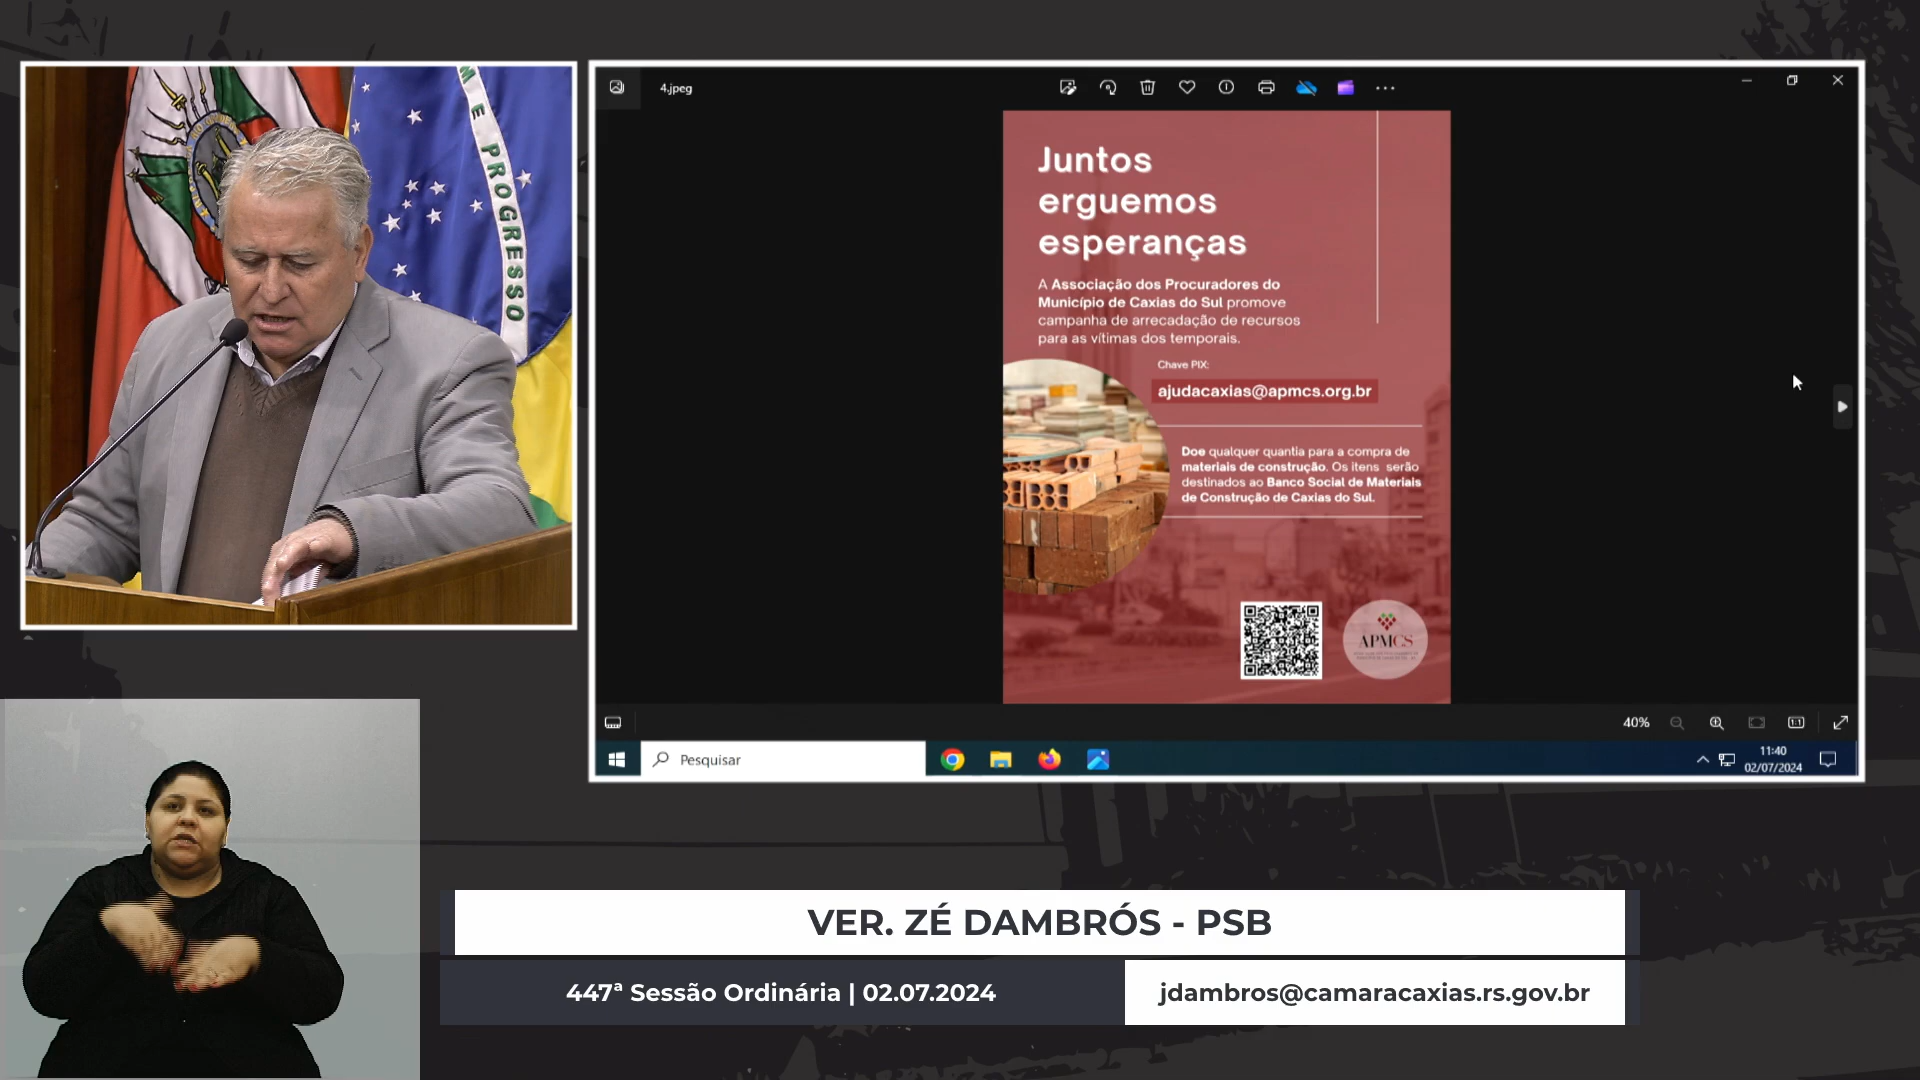 M E PROGRESSO
4.jpeg
Juntos
erguemos
esperanças
A Associação dos Procuradores do
Município de Caxias do Sul promove
campanha de arrecadação de recursos
para as vítimas dos temporais.
Chave PIX:
ajudacaxias@apmcs.org.br
Doe qualquer quantia para a compra de
materiais de construção. Os itens serão
destinados ao Banco Social de Materiais
de Construção de Caxias do Sul.
APMCS
40%
Pesquisar
11:40
02/07/2024
VER. ZÉ DAMBRÓS - PSB
447ª Sessão Ordinária | 02.07.2024
jdambros@camaracaxias.rs.gov.br